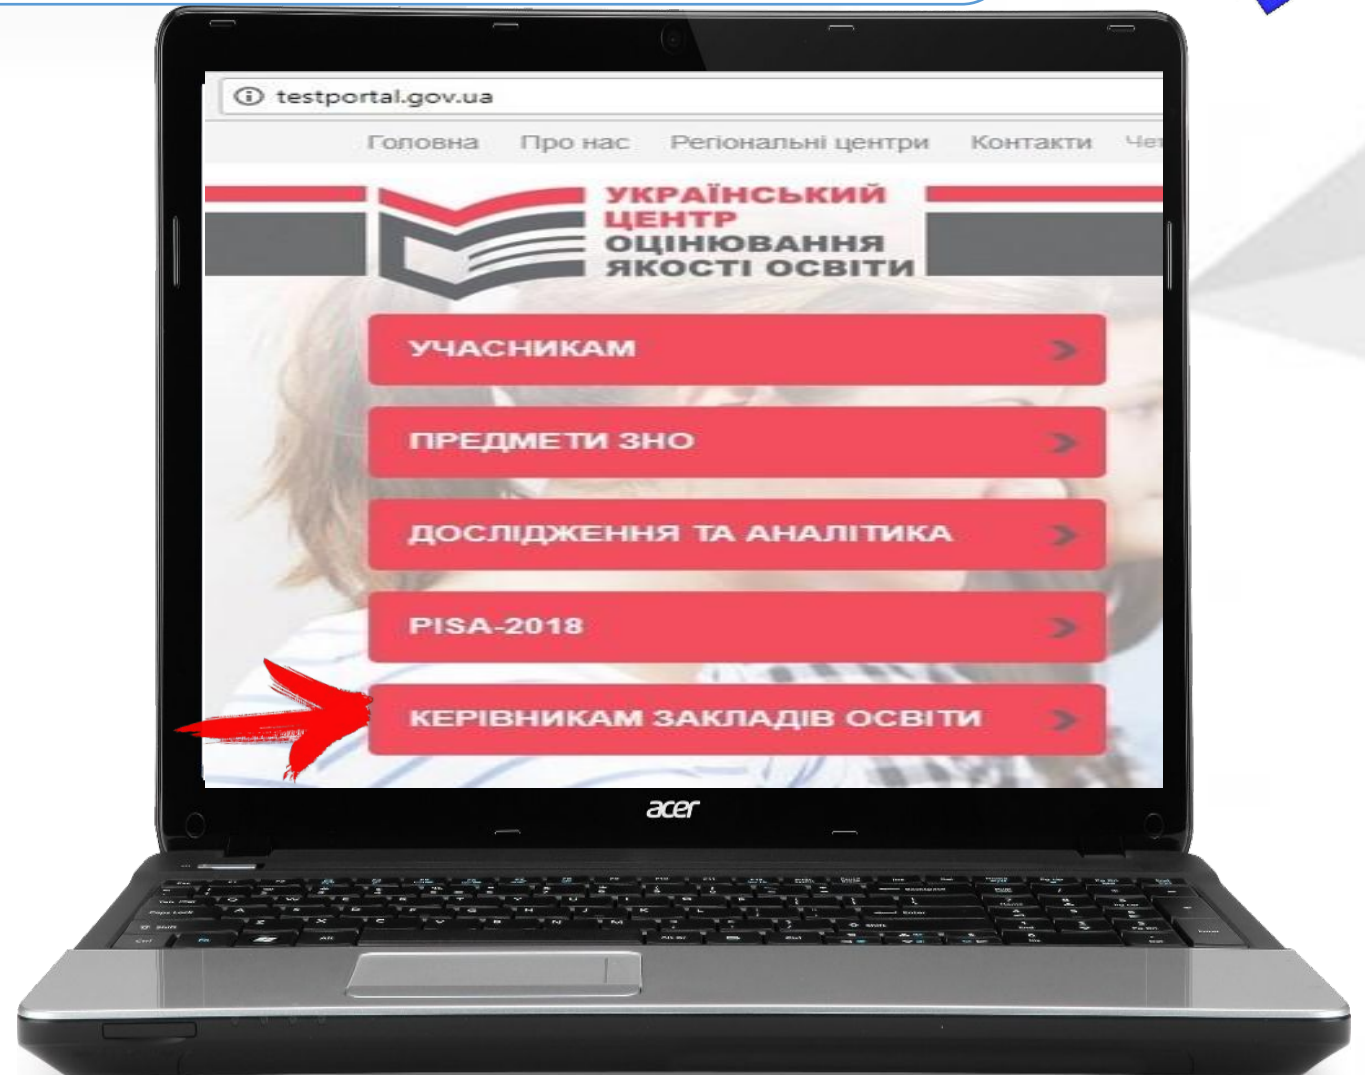 testportal.gov.ua
Головна Про нас Регіональні центри Контакти
УКРАЇНСЬКИЙ
ЦЕНТР
ОЦІНЮВАННЯ
ЯКОСТІ ОСВІТИ
УЧАСНИКАМ
ПРЕДМЕТИ ЗНО
ДОСЛІДЖЕННЯ ТА АНАЛІТИКА
PISA-2018
КЕРІВНИКАМ ЗАКЛАДІВ ОСВІТИ
acer